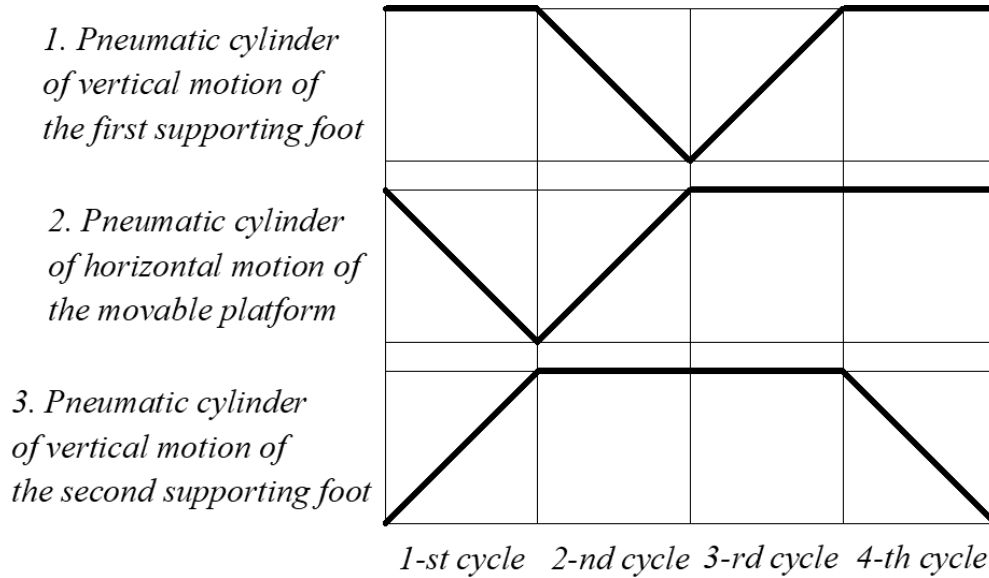 1. Pneumatic cylinder
of vertical motion of
the first supporting foot
2. Pneumatic cylinder
of horizontal motion of
the movable platform
3. Pneumatic cylinder
of vertical motion of
the second supporting foot
1-st cycle 2-nd cycle 3-rd cycle 4-th cycle